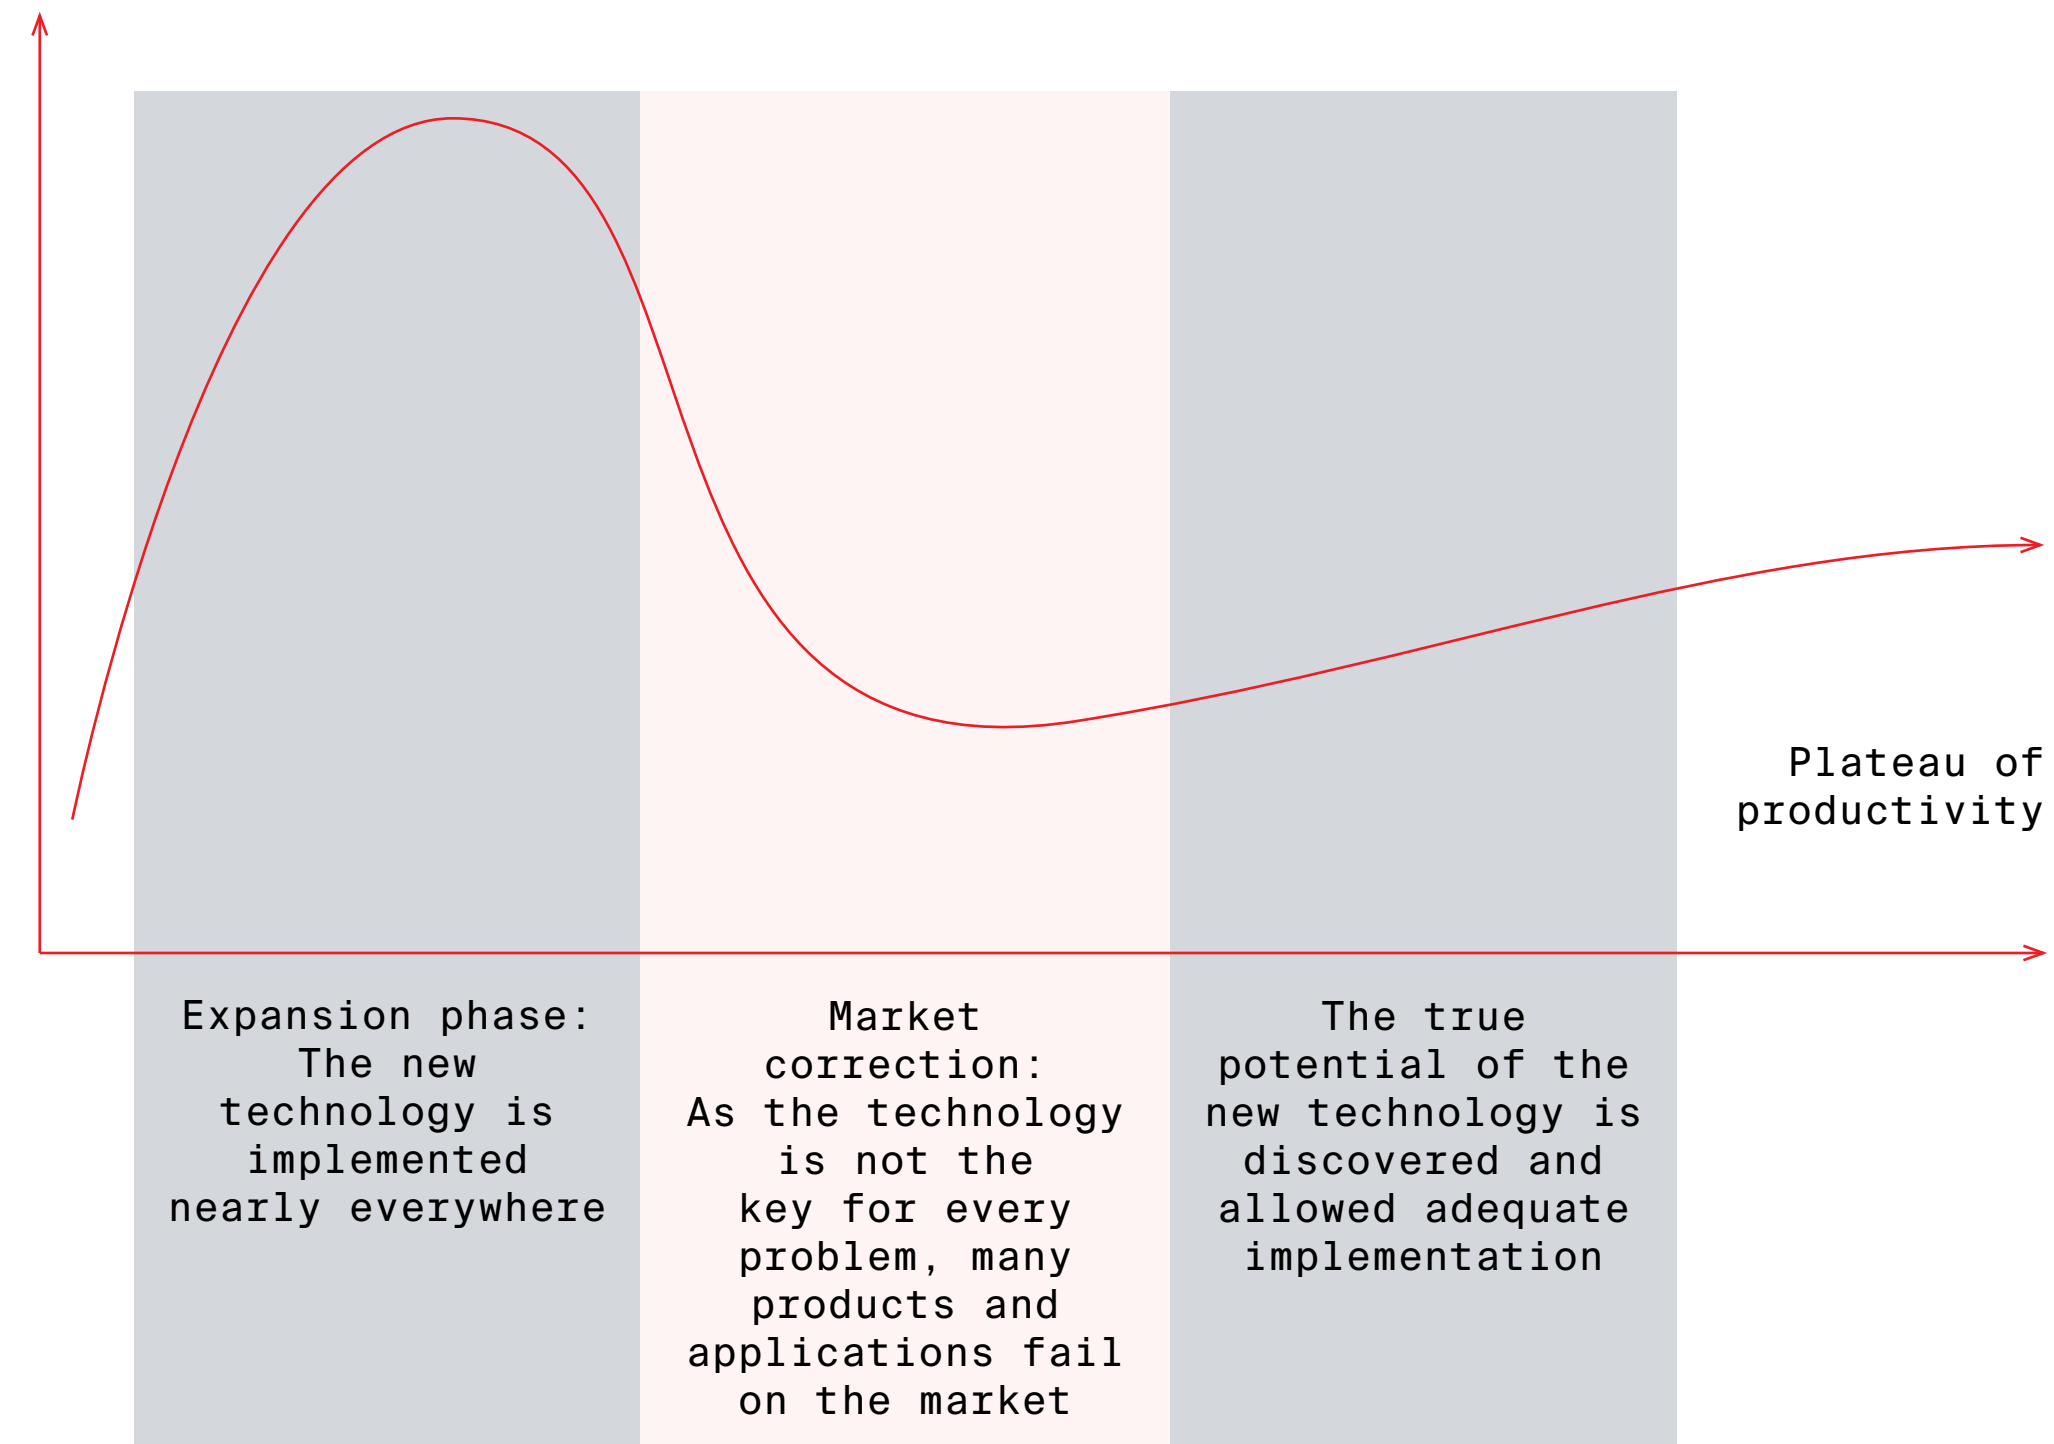 Plateau of
productivity
Expansion phase:
The new
technology is
implemented
nearly everywhere
Market
correction:
As the technology
is not the
key for every
problem, many
products and
applications fail
on the market
The true
potential of the
new technology is
discovered and
allowed adequate
implementation